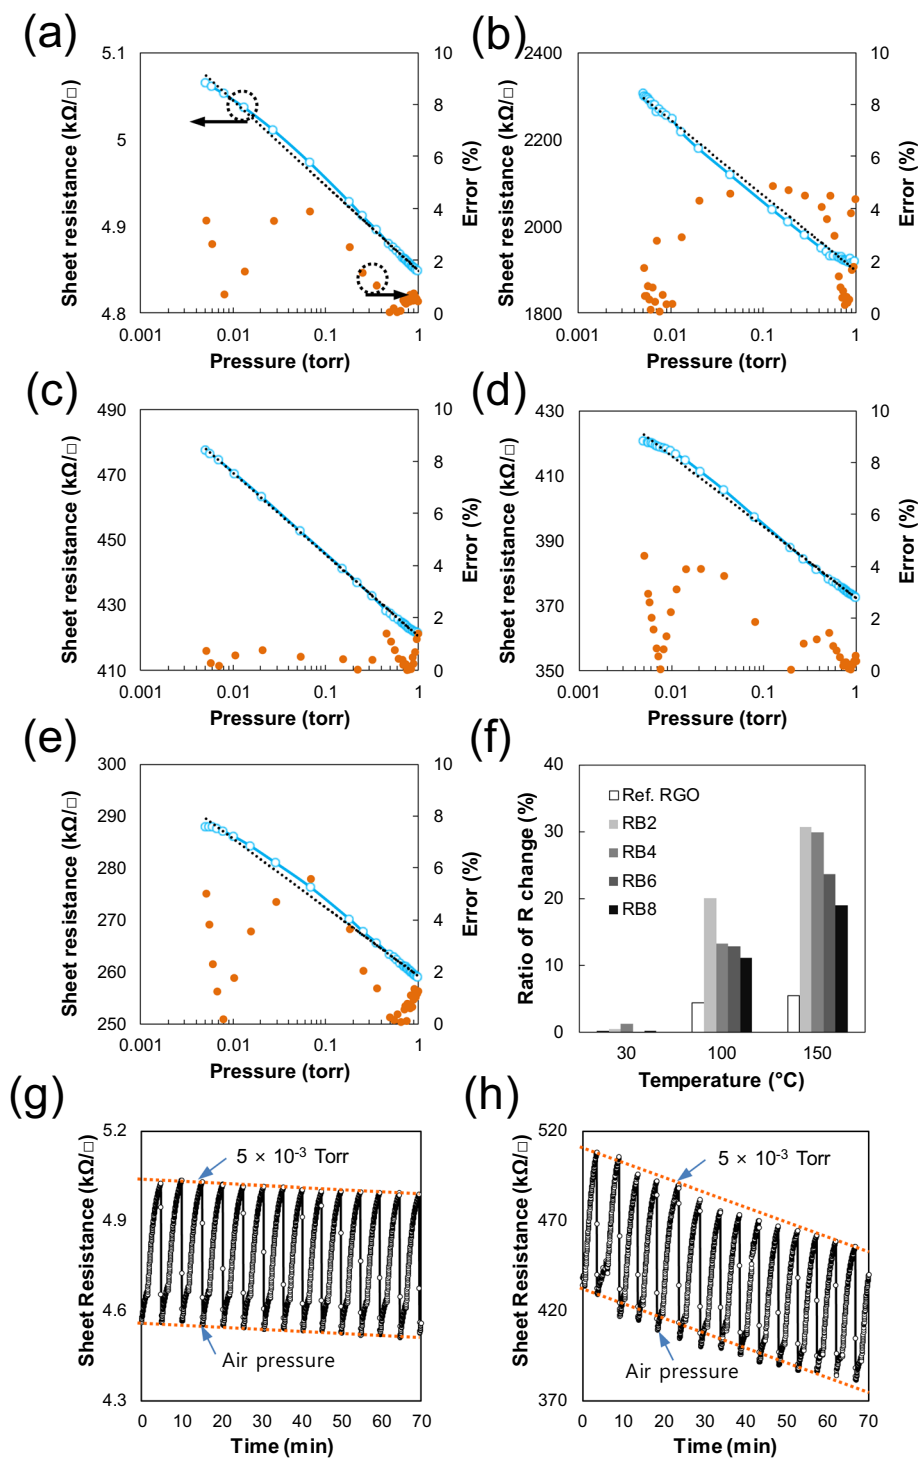 (a)
5.1
5
4.9
4.8
Sheet resistance (kΩ/□)
10
8
6
4
2
0
Error (%)
0.001
0.01
0.1
1
Pressure (torr)
(b)
2400
2200
2000
1800
Sheet resistance (kΩ/□)
10
8
6
4
2
0
Error (%)
0.001
0.01
0.1
1
Pressure (torr)
(c)
490
470
450
430
410
Sheet resistance (kΩ/□)
10
8
6
4
2
0
Error (%)
0.001
0.01
0.1
1
Pressure (torr)
(d)
430
410
390
370
350
Sheet resistance (kΩ/□)
10
8
6
4
2
0
Error (%)
0.001
0.01
0.1
1
Pressure (torr)
(e)
300
290
280
270
260
250
Sheet resistance (kΩ/□)
10
8
6
4
2
0
Error (%)
0.001
0.01
0.1
1
Pressure (torr)
(f)
40
30
20
10
0
Ratio of R change (%)
Ref. RGO
RB2
RB4
RB6
RB8
30
100
150
Temperature (°C)
(g)
5.2
4.9
4.6
4.3
Sheet Resistance (kΩ/□)
5 × 10⁻³ Torr
Air pressure
0 10 20 30 40 50 60 70
Time (min)
(h)
520
470
420
370
Sheet Resistance (kΩ/□)
5 × 10⁻³ Torr
Air pressure
0 10 20 30 40 50 60 70
Time (min)